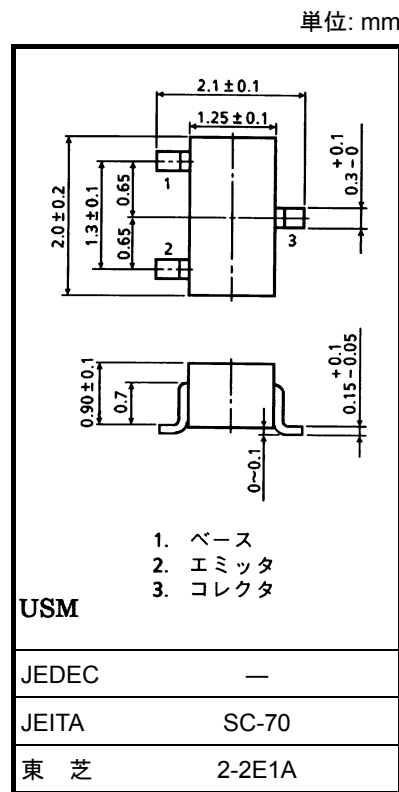 単位: mm
2.1±0.1
1.25±0.1
2.0±0.2
1.3±0.1
0.65
0.65
1
2
3
+0.1
0.3-0
0.90±0.1
0.7
0~0.1
+0.1
0.15-0.05
1. ベース
2. エミッタ
3. コレクタ
USM
JEDEC —
JEITA SC-70
東 芝 2-2E1A